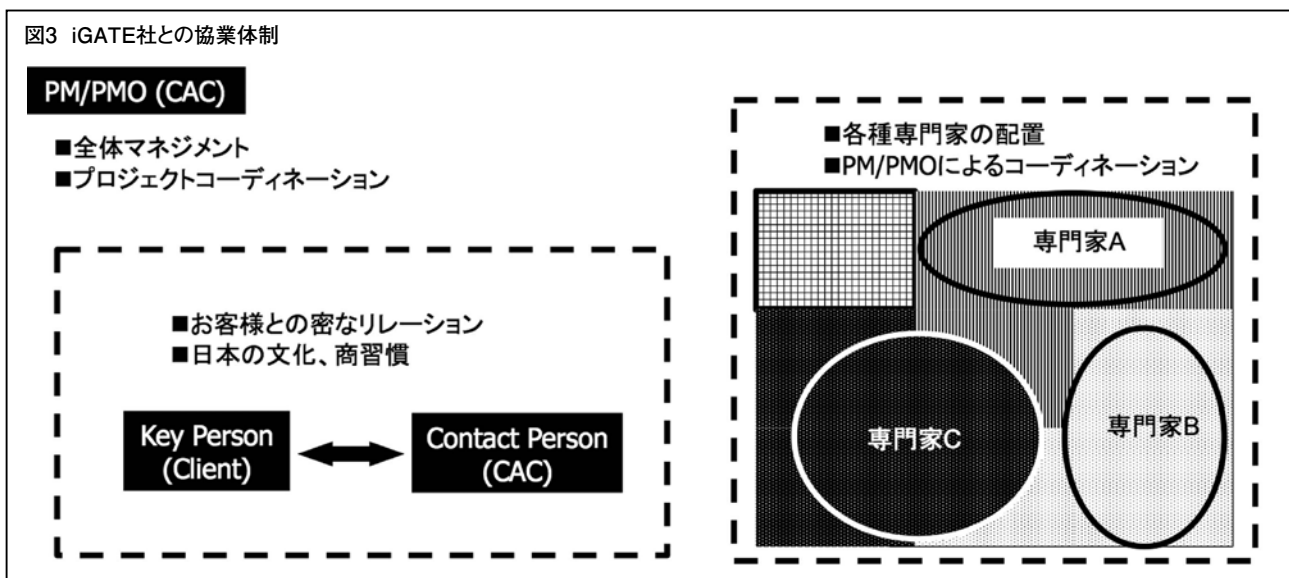 図3 iGATE社との協業体制
PM/PMO (CAC)
■全体マネジメント
■プロジェクトコーディネーション
■お客様との密なリレーション
■日本の文化、商習慣
Key Person
(Client)
Contact Person
(CAC)
■各種専門家の配置
■PM/PMOによるコーディネーション
専門家A
専門家C
専門家B